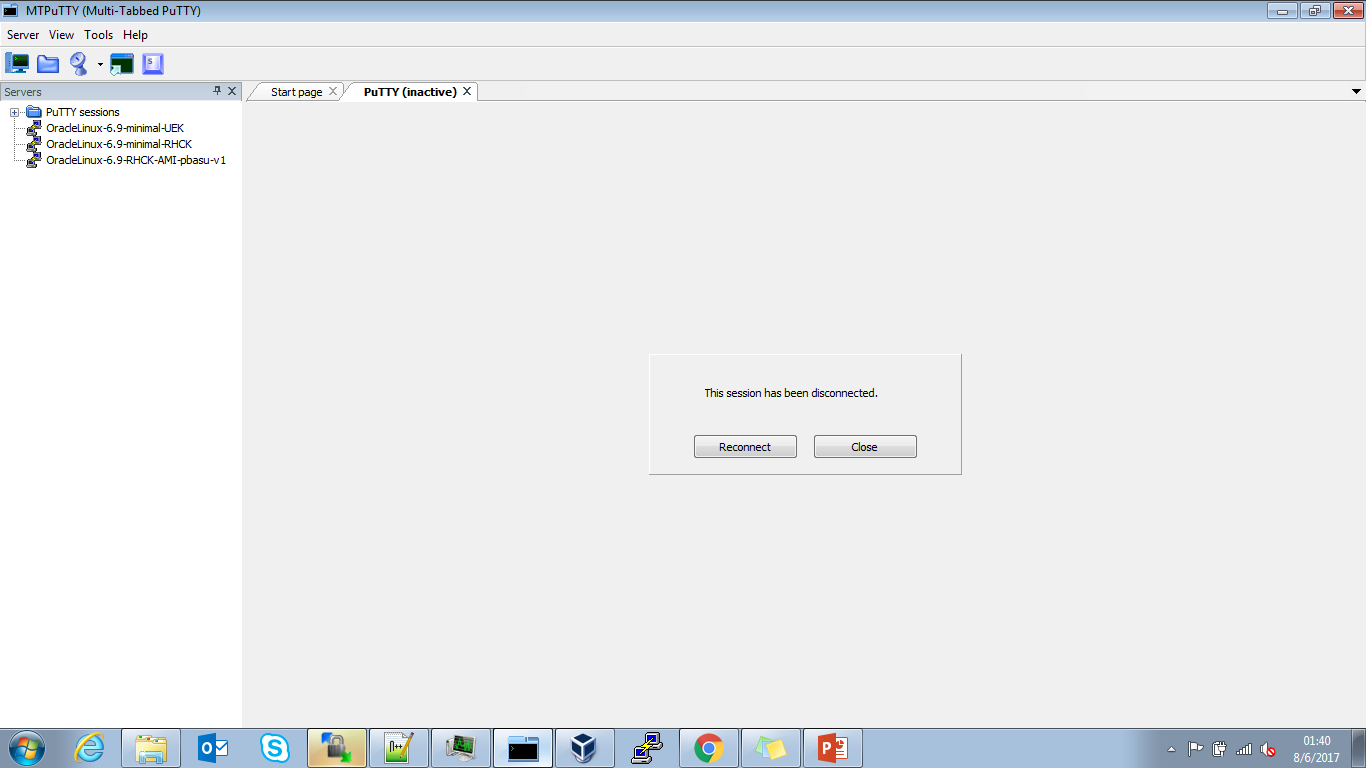 MTPuTTY (Multi-Tabbed PuTTY)
Server View Tools Help
Servers
Start page
PuTTY (inactive)
PuTTY sessions
OracleLinux-6.9-minimal-UEK
OracleLinux-6.9-minimal-RHCK
OracleLinux-6.9-RHCK-AMI-pbasu-v1
This session has been disconnected.
Reconnect Close
01:40
8/6/2017